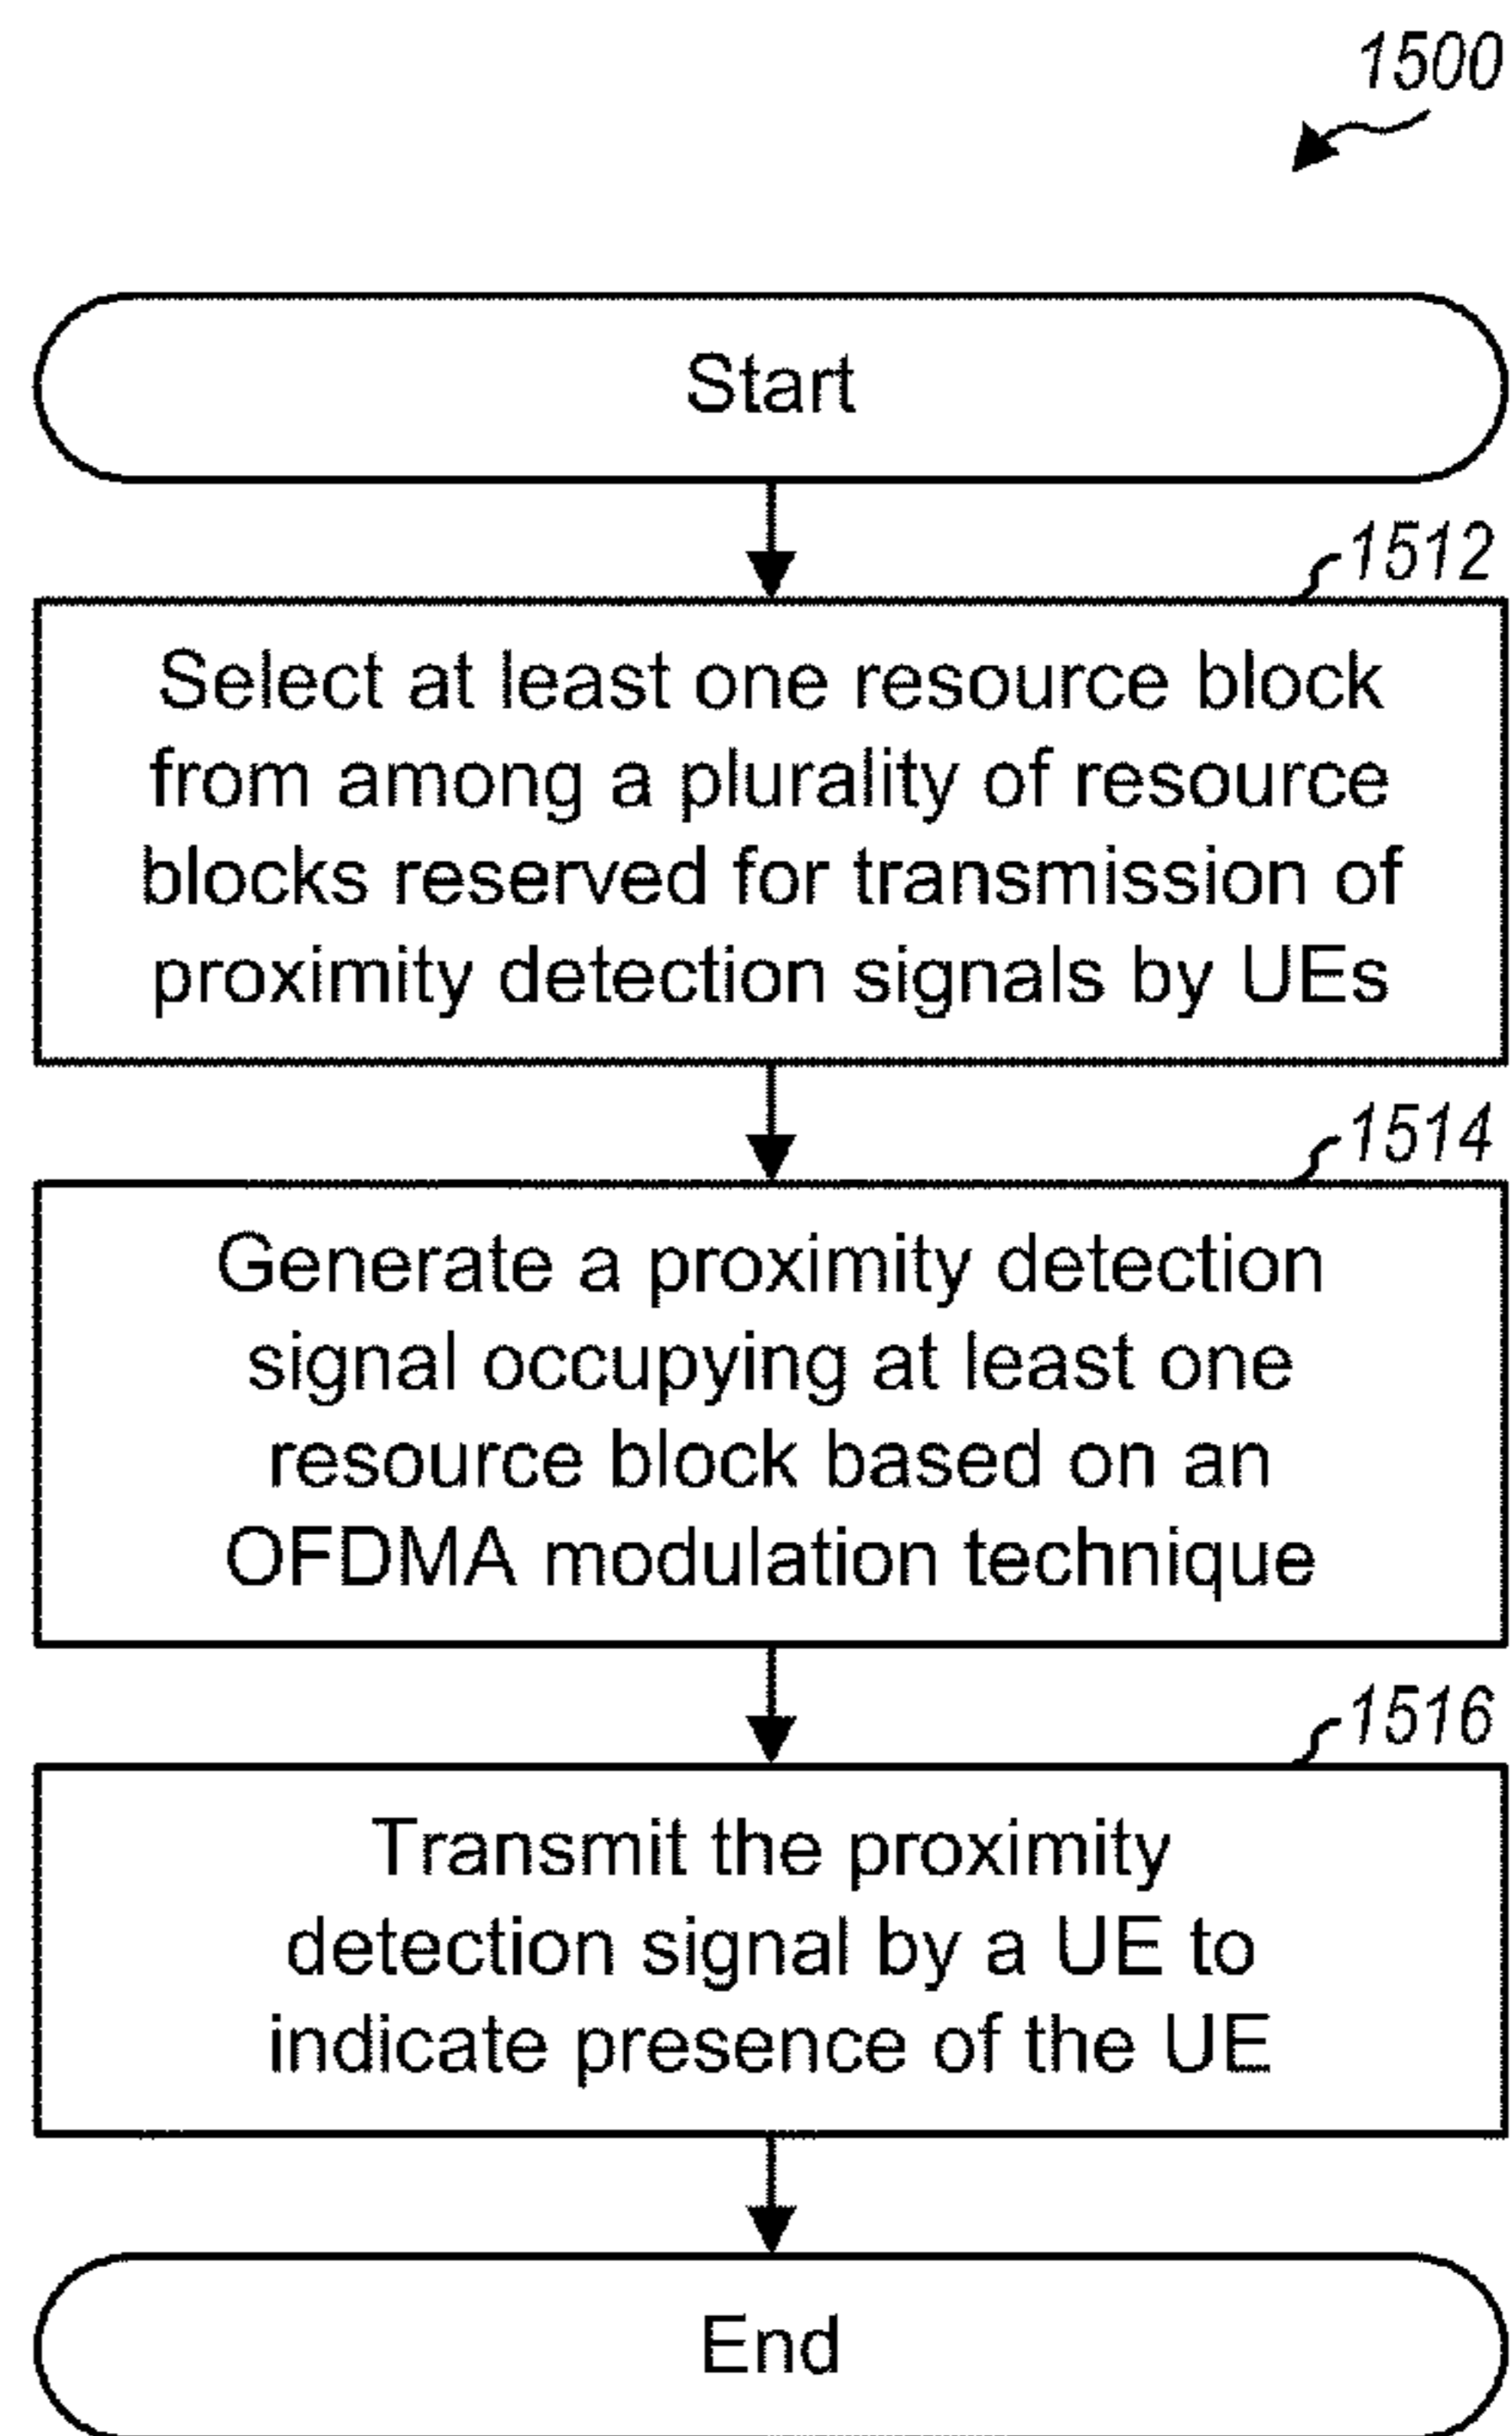 1500
Start
1512
Select at least one resource block
from among a plurality of resource
blocks reserved for transmission of
proximity detection signals by UEs
1514
Generate a proximity detection
signal occupying at least one
resource block based on an
OFDMA modulation technique
1516
Transmit the proximity
detection signal by a UE to
indicate presence of the UE
End